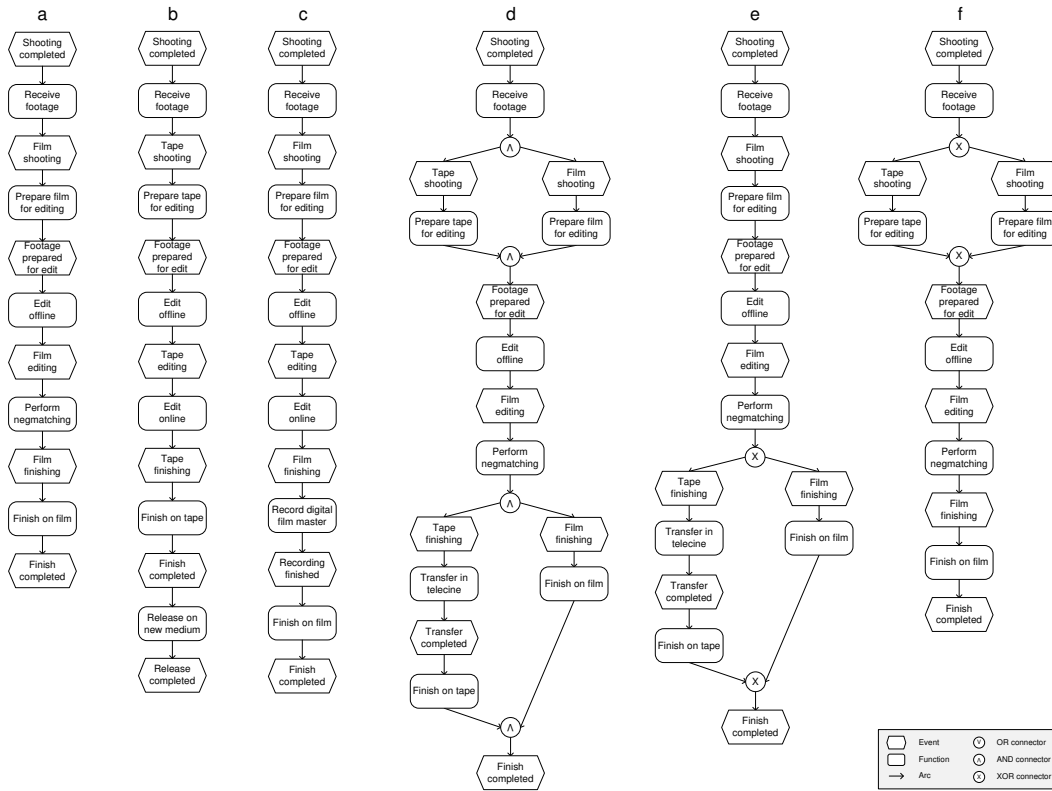 a
Shooting
completed
Receive
footage
Film
shooting
Prepare film
for editing
Footage
prepared
for edit
Edit
offline
Film
editing
Perform
negmatching
Film
finishing
Finish on film
Finish
completed
b
Shooting
completed
Receive
footage
Tape
shooting
Prepare tape
for editing
Footage
prepared
for edit
Edit
offline
Tape
editing
Edit
online
Tape
finishing
Finish on tape
Finish
completed
Release on
new medium
Release
completed
c
Shooting
completed
Receive
footage
Film
shooting
Prepare film
for editing
Footage
prepared
for edit
Edit
offline
Tape
editing
Edit
online
Film
finishing
Record digital
film master
Recording
finished
Finish on film
Finish
completed
d
Shooting
completed
Receive
footage
Λ
Tape
shooting
Film
shooting
Prepare tape
for editing
Prepare film
for editing
Λ
Footage
prepared
for edit
Edit
offline
Film
editing
Perform
negmatching
Λ
Tape
finishing
Film
finishing
Transfer in
telecine
Finish on film
Transfer
completed
Finish on tape
Λ
Finish
completed
e
Shooting
completed
Receive
footage
Film
shooting
Prepare film
for editing
Footage
prepared
for edit
Edit
offline
Film
editing
Perform
negmatching
X
Tape
finishing
Film
finishing
Transfer in
telecine
Finish on film
Transfer
completed
Finish on tape
X
Finish
completed
f
Shooting
completed
Receive
footage
X
Tape
shooting
Film
shooting
Prepare tape
for editing
Prepare film
for editing
X
Footage
prepared
for edit
Edit
offline
Film
editing
Perform
negmatching
Film
finishing
Finish on film
Finish
completed
Event
V OR connector
Function
Λ AND connector
Arc
X XOR connector